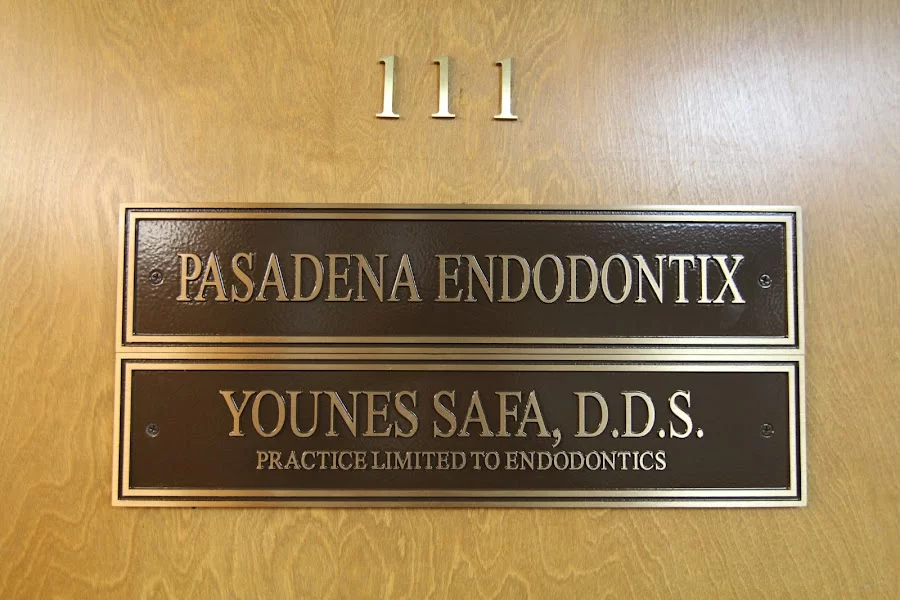 111
PASADENA ENDODONTIX
YOUNES SAFA, D.D.S.
PRACTICE LIMITED TO ENDODONTICS